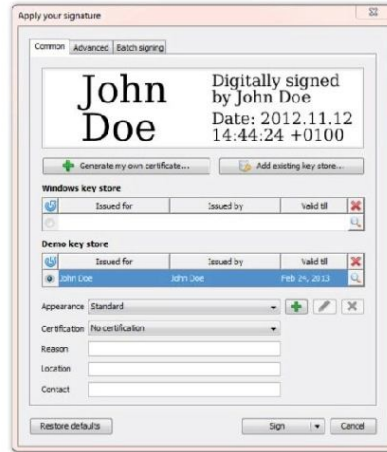 Apply your signature
Common Advanced Batch signing
John
Doe
Digitally signed
by John Doe
Date: 2012.11.12
14:44:24 +0100
Generate my own certificate... Add existing key store...
Windows key store
Issued for Issued by Valid till
Demo key store
Issued for Issued by Valid till
John Doe John Doe Feb 24, 2013
Appearance Standard
Certification No certification
Reason
Location
Contact
Restore defaults Sign Cancel